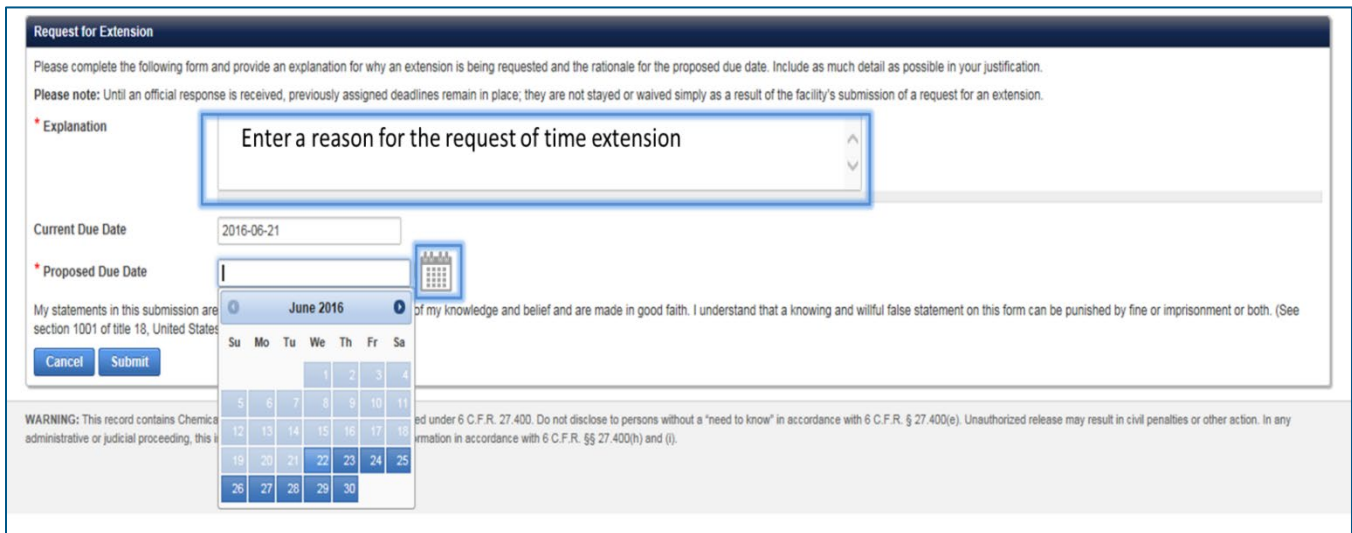 Request for Extension
Please complete the following form and provide an explanation for why an extension is being requested and the rationale for the proposed due date. Include as much detail as possible in your justification.
Please note: Until an official response is received, previously assigned deadlines remain in place; they are not stayed or waived simply as a result of the facility's submission of a request for an extension.
* Explanation
Enter a reason for the request of time extension
Current Due Date 2016-06-21
* Proposed Due Date
My statements in this submission are of my knowledge and belief and are made in good faith. I understand that a knowing and willful false statement on this form can be punished by fine or imprisonment or both. (See
section 1001 of title 18, United States
Cancel Submit
June 2016
Su Mo Tu We Th Fr Sa
1 2 3 4
5 6 7 8 9 10 11
12 13 14 15 16 17 18
19 20 21 22 23 24 25
26 27 28 29 30
WARNING: This record contains Chemica ed under 6 C.F.R. 27.400. Do not disclose to persons without a "need to know" in accordance with 6 C.F.R. § 27.400(e). Unauthorized release may result in civil penalties or other action. In any
administrative or judicial proceeding, this i rmation in accordance with 6 C.F.R. §§ 27.400(h) and (i).